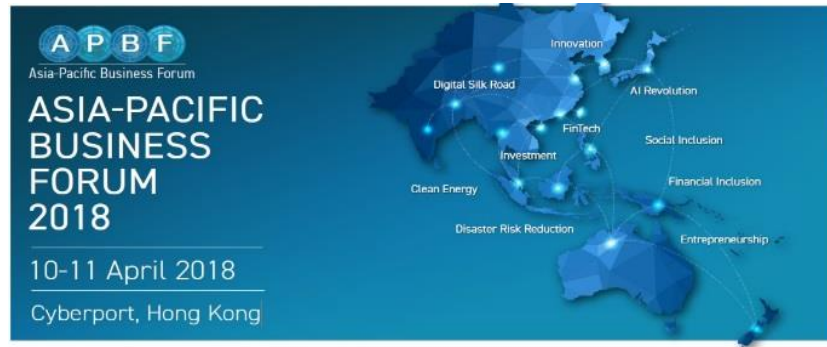 A P B F
Asia-Pacific Business Forum
ASIA-PACIFIC
BUSINESS
FORUM
2018
10-11 April 2018
Cyberport, Hong Kong
Innovation
Digital Silk Road
AI Revolution
FinTech
Social Inclusion
Investment
Financial Inclusion
Clean Energy
Disaster Risk Reduction
Entrepreneurship